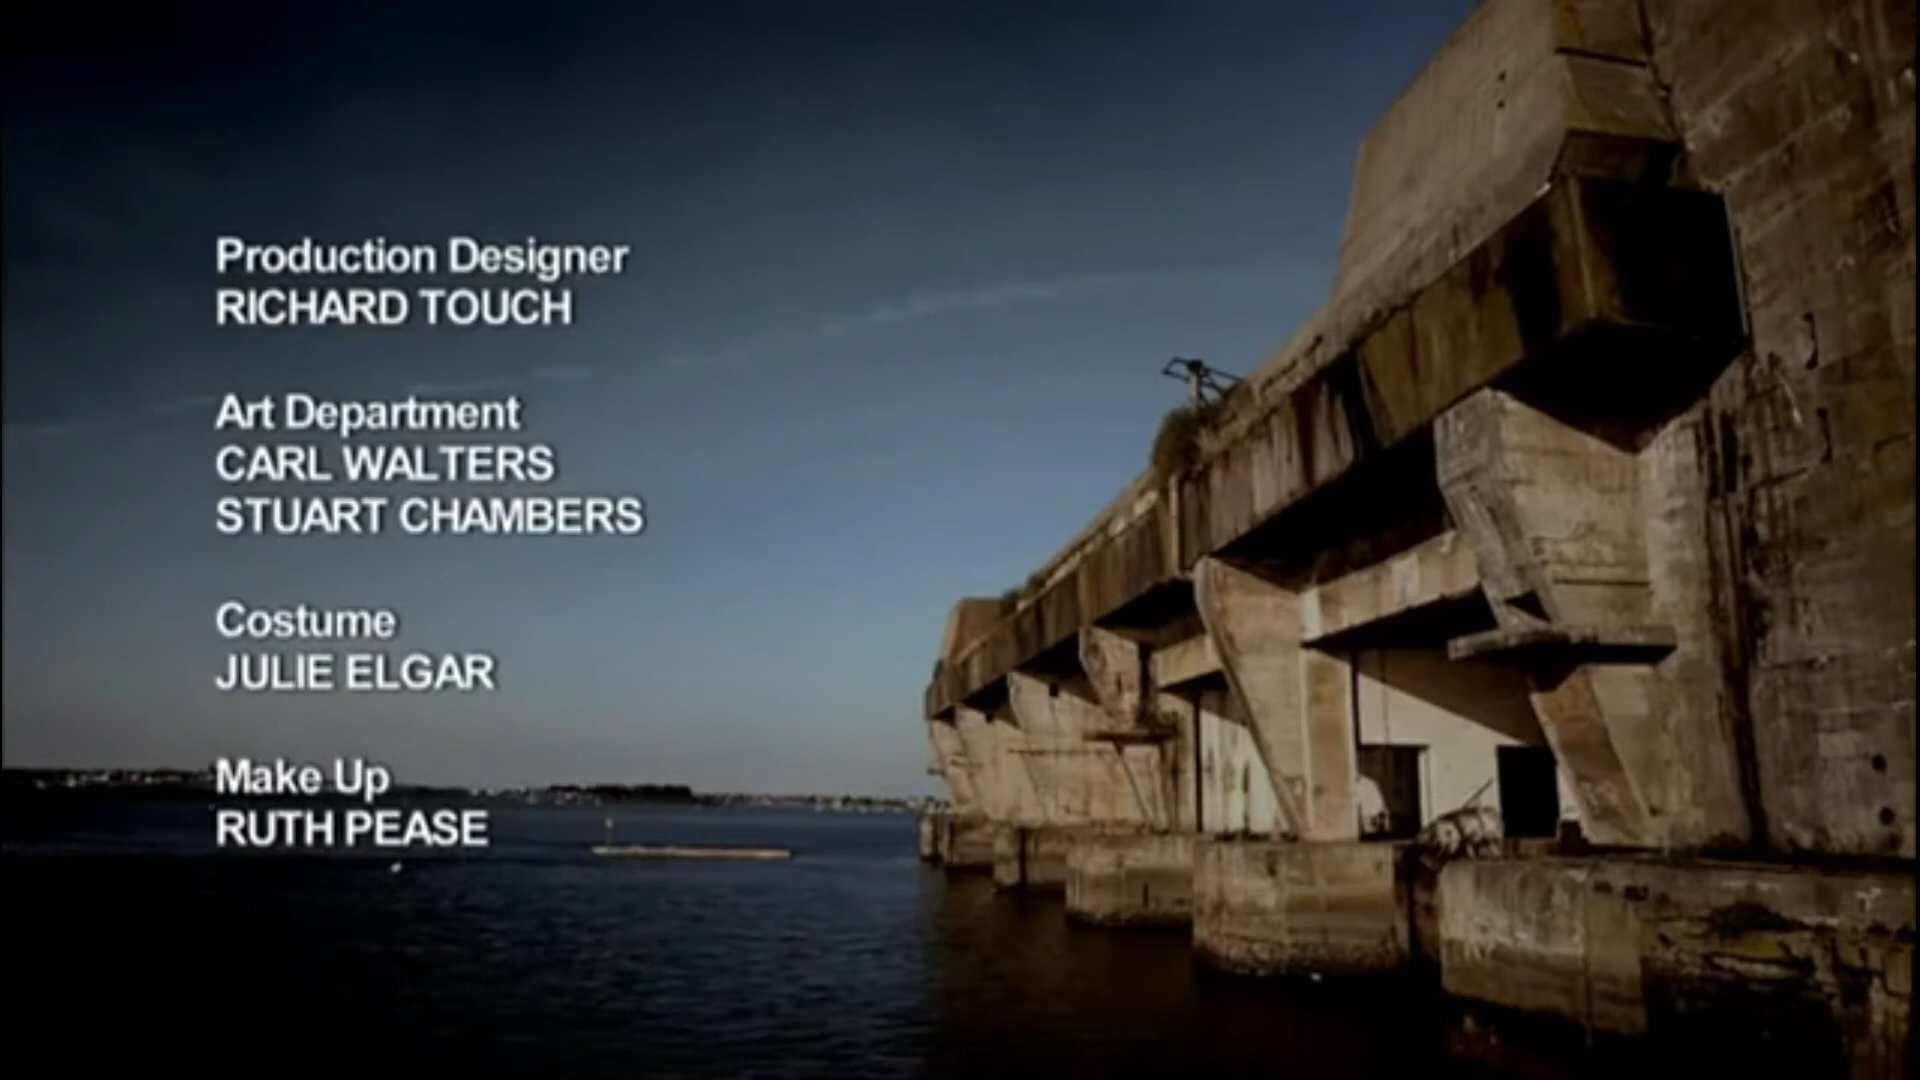 Production Designer
RICHARD TOUCH
Art Department
CARL WALTERS
STUART CHAMBERS
Costume
JULIE ELGAR
Make Up
RUTH PEASE